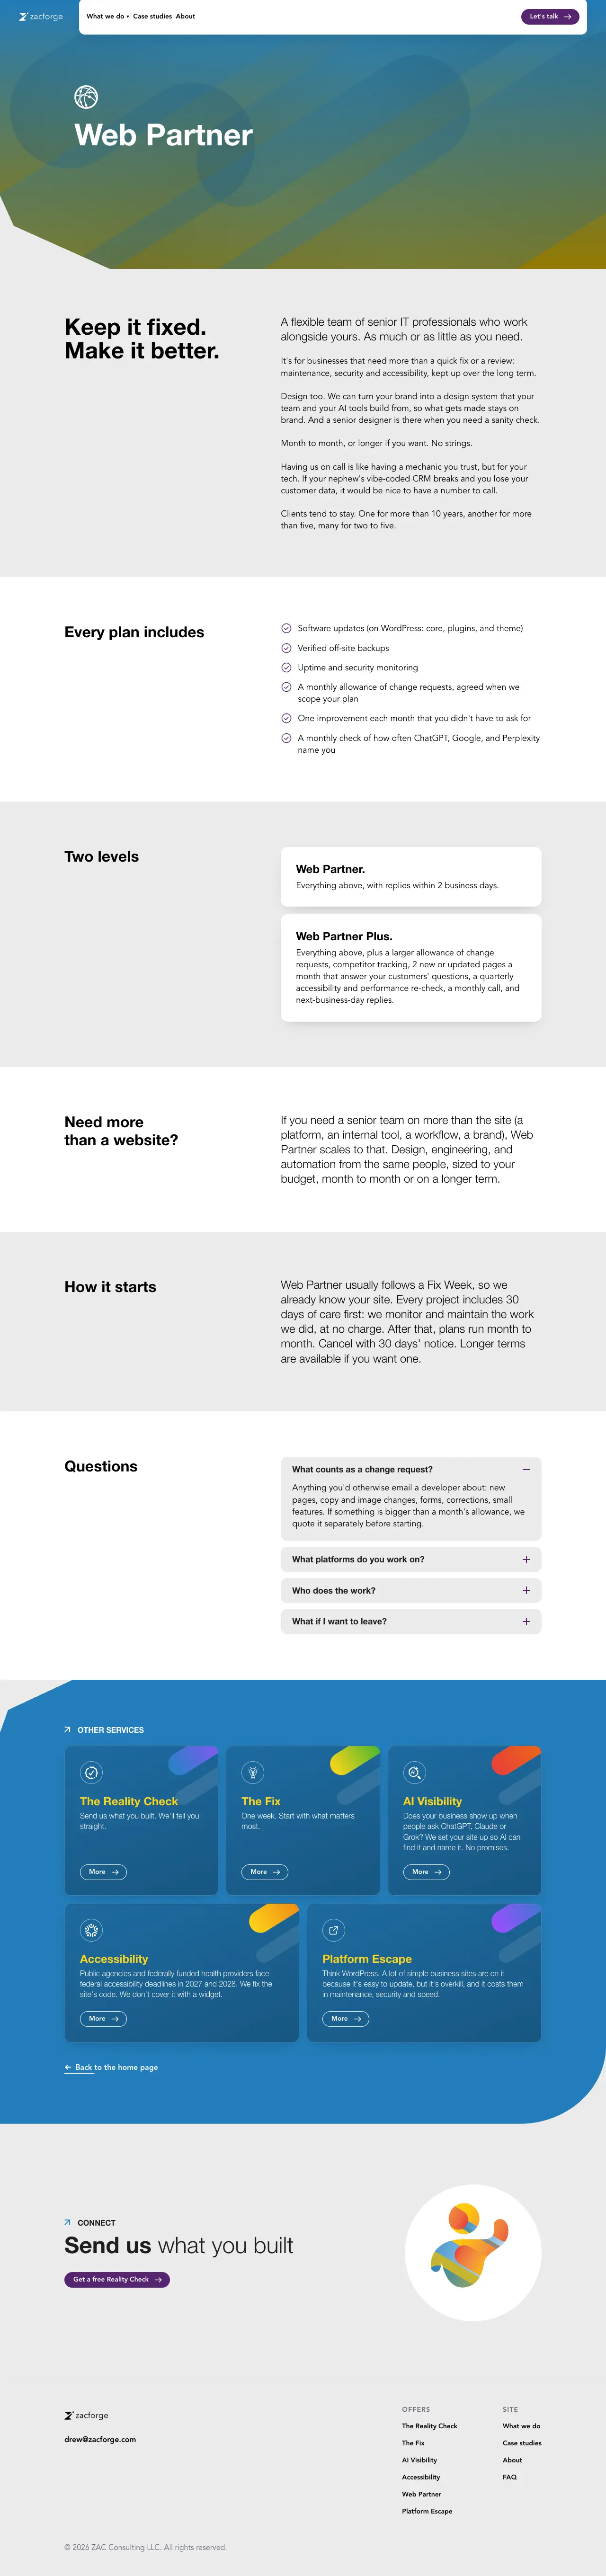 zacforge
What we do
Case studies
About
Let's talk
Web Partner
Keep it fixed.
Make it better.
A flexible team of senior IT professionals who work
alongside yours. As much or as little as you need.
It's for businesses that need more than a quick fix or a review:
maintenance, security and accessibility, kept up over the long term.
Design too. We can turn your brand into a design system that your
team and your AI tools build from, so what gets made stays on
brand. And a senior designer is there when you need a sanity check.
Month to month, or longer if you want. No strings.
Having us on call is like having a mechanic you trust, but for your
tech. If your nephew's vibe-coded CRM breaks and you lose your
customer data, it would be nice to have a number to call.
Clients tend to stay. One for more than 10 years, another for more
than five, many for two to five.
Every plan includes
Software updates (on WordPress: core, plugins, and theme)
Verified off-site backups
Uptime and security monitoring
A monthly allowance of change requests, agreed when we
scope your plan
One improvement each month that you didn't have to ask for
A monthly check of how often ChatGPT, Google, and Perplexity
name you
Two levels
Web Partner.
Everything above, with replies within 2 business days.
Web Partner Plus.
Everything above, plus a larger allowance of change
requests, competitor tracking, 2 new or updated pages a
month that answer your customers' questions, a quarterly
accessibility and performance re-check, a monthly call, and
next-business-day replies.
Need more
than a website?
If you need a senior team on more than the site (a
platform, an internal tool, a workflow, a brand), Web
Partner scales to that. Design, engineering, and
automation from the same people, sized to your
budget, month to month or on a longer term.
How it starts
Web Partner usually follows a Fix Week, so we
already know your site. Every project includes 30
days of care first: we monitor and maintain the work
we did, at no charge. After that, plans run month to
month. Cancel with 30 days' notice. Longer terms
are available if you want one.
Questions
What counts as a change request?
Anything you'd otherwise email a developer about: new
pages, copy and image changes, forms, corrections, small
features. If something is bigger than a month's allowance, we
quote it separately before starting.
What platforms do you work on?
Who does the work?
What if I want to leave?
OTHER SERVICES
The Reality Check
Send us what you built. We'll tell you
straight.
More
The Fix
One week. Start with what matters
most.
More
AI Visibility
Does your business show up when
people ask ChatGPT, Claude or
Grok? We set your site up so AI can
find it and name it. No promises.
More
Accessibility
Public agencies and federally funded health providers face
federal accessibility deadlines in 2027 and 2028. We fix the
site's code. We don't cover it with a widget.
More
Platform Escape
Think WordPress. A lot of simple business sites are on it
because it's easy to update, but it's overkill, and it costs them
in maintenance, security and speed.
More
Back to the home page
CONNECT
Send us what you built
Get a free Reality Check
zacforge
drew@zacforge.com
OFFERS
The Reality Check
The Fix
AI Visibility
Accessibility
Web Partner
Platform Escape
SITE
What we do
Case studies
About
FAQ
© 2026 ZAC Consulting LLC. All rights reserved.